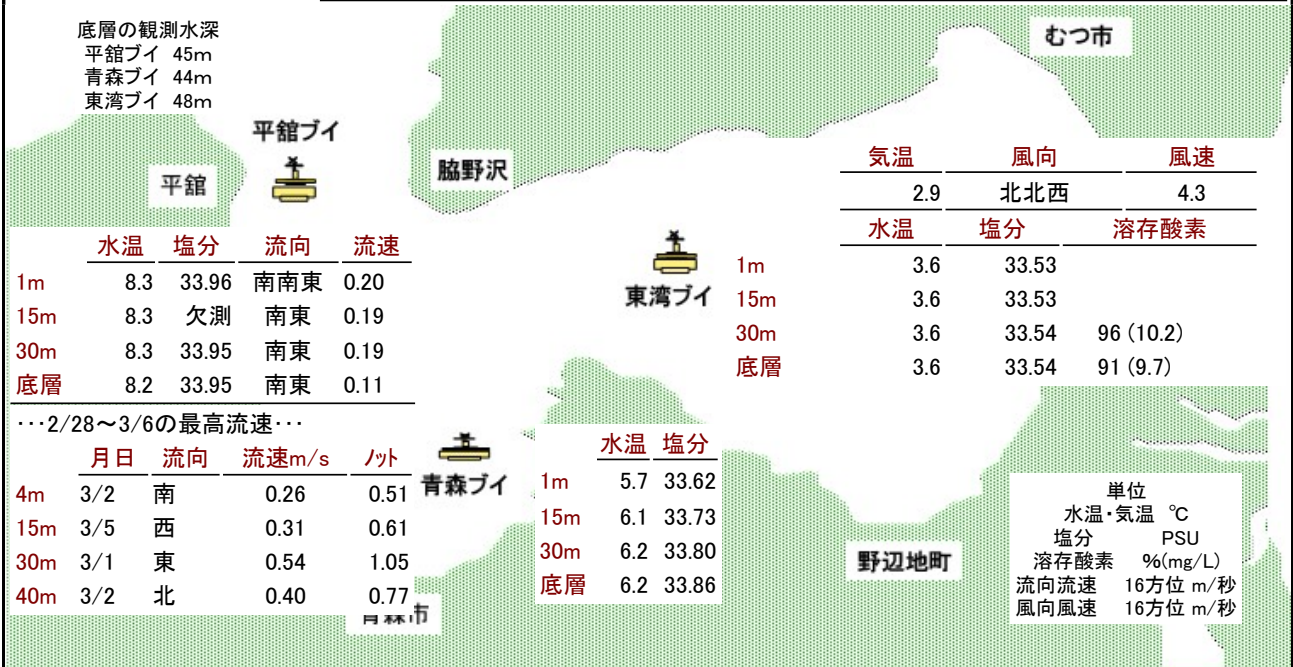 底層の観測水深
平舘ブイ 45m
青森ブイ 44m
東湾ブイ 48m
むつ市
平舘ブイ
平舘
脇野沢
気温 風向 風速
2.9 北北西 4.3
水温 塩分 溶存酸素
1m 3.6 33.53
15m 3.6 33.53
30m 3.6 33.54 96 (10.2)
底層 3.6 33.54 91 (9.7)
東湾ブイ
水温 塩分 流向 流速
1m 8.3 33.96 南南東 0.20
15m 8.3 欠測 南東 0.19
30m 8.3 33.95 南東 0.19
底層 8.2 33.95 南東 0.11
･･･2/28～3/6の最高流速･･･
月日 流向 流速m/s ﾉｯﾄ
4m 3/2 南 0.26 0.51
15m 3/5 西 0.31 0.61
30m 3/1 東 0.54 1.05
40m 3/2 北 0.40 0.77
青森ブイ
水温 塩分
1m 5.7 33.62
15m 6.1 33.73
30m 6.2 33.80
底層 6.2 33.86
青森市
野辺地町
単位
水温・気温 ℃
塩分 PSU
溶存酸素 %(mg/L)
流向流速 16方位 m/秒
風向風速 16方位 m/秒